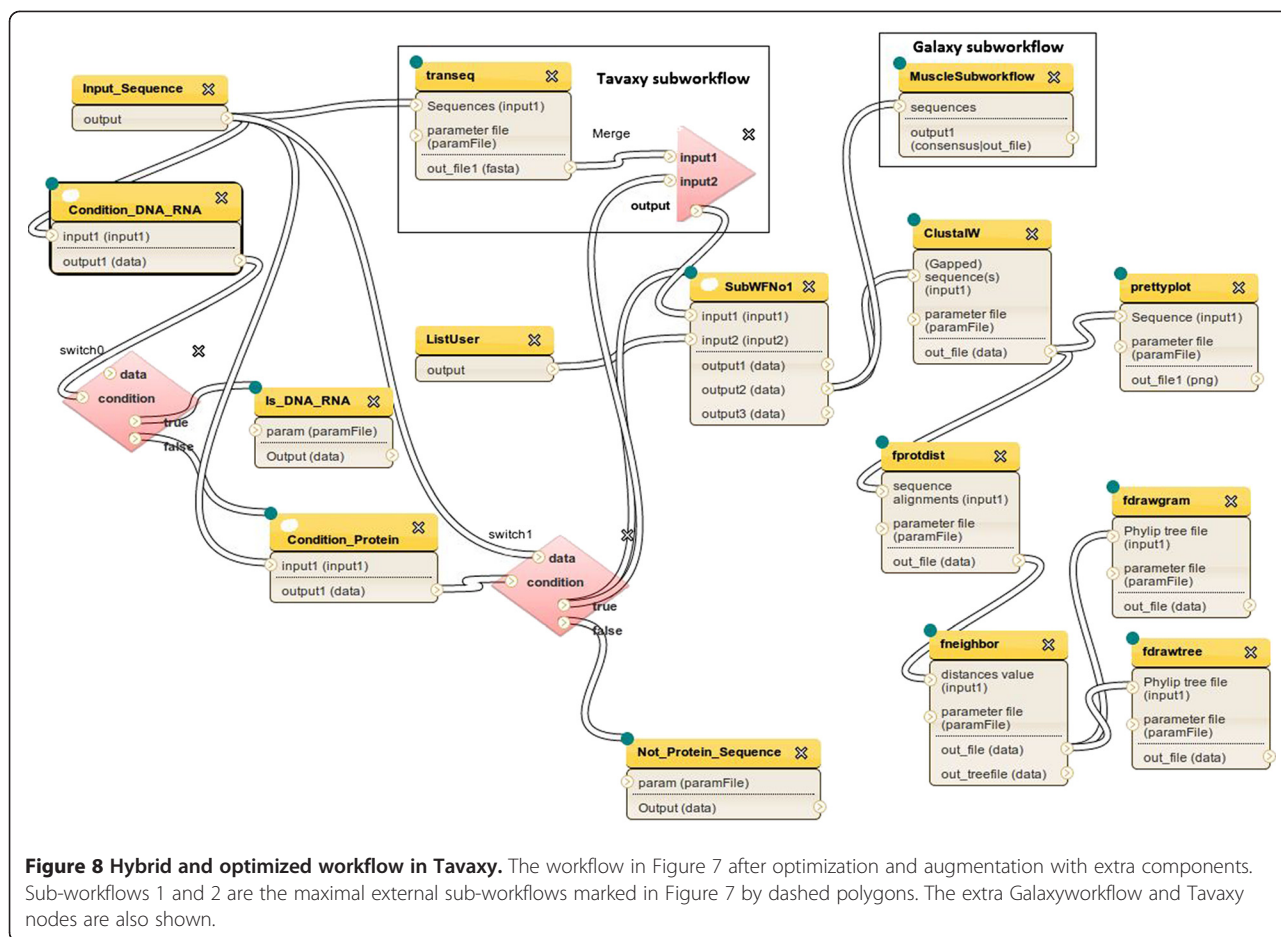 Input_Sequence
output
transeq
Sequences (input1)
parameter file
(paramFile)
out_file1 (fasta)
Tavaxy subworkflow
Merge
input1
input2
output
Galaxy subworkflow
MuscleSubworkflow
sequences
output1
(consensus|out_file)
Condition_DNA_RNA
input1 (input1)
output1 (data)
switch0
data
condition
true
false
Is_DNA_RNA
param (paramFile)
Output (data)
Condition_Protein
input1 (input1)
output1 (data)
ListUser
output
SubWFNo1
input1 (input1)
input2 (input2)
output1 (data)
output2 (data)
output3 (data)
switch1
data
condition
true
false
Not_Protein_Sequence
param (paramFile)
Output (data)
ClustalW
(Gapped)
sequence(s)
(input1)
parameter file
(paramFile)
out_file (data)
prettyplot
Sequence (input1)
parameter file
(paramFile)
out_file1 (png)
fprotdist
sequence
alignments (input1)
parameter file
(paramFile)
out_file (data)
fneighbor
distances value
(input1)
parameter file
(paramFile)
out_file (data)
out_treefile (data)
fdrawgram
Phylip tree file
(input1)
parameter file
(paramFile)
out_file (data)
fdrawtree
Phylip tree file
(input1)
parameter file
(paramFile)
out_file (data)
Figure 8 Hybrid and optimized workflow in Tavaxy. The workflow in Figure 7 after optimization and augmentation with extra components.
Sub-workflows 1 and 2 are the maximal external sub-workflows marked in Figure 7 by dashed polygons. The extra Galaxyworkflow and Tavaxy
nodes are also shown.